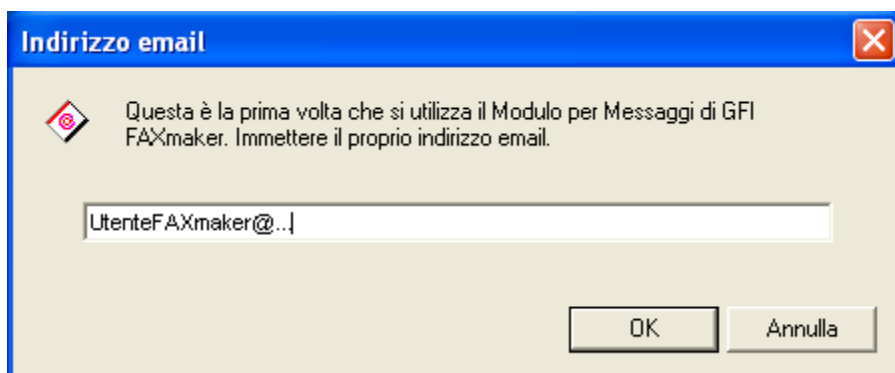 Indirizzo email
Questa è la prima volta che si utilizza il Modulo per Messaggi di GFI
FAXmaker. Immettere il proprio indirizzo email.
UtenteFAXmaker@...
OK
Annulla